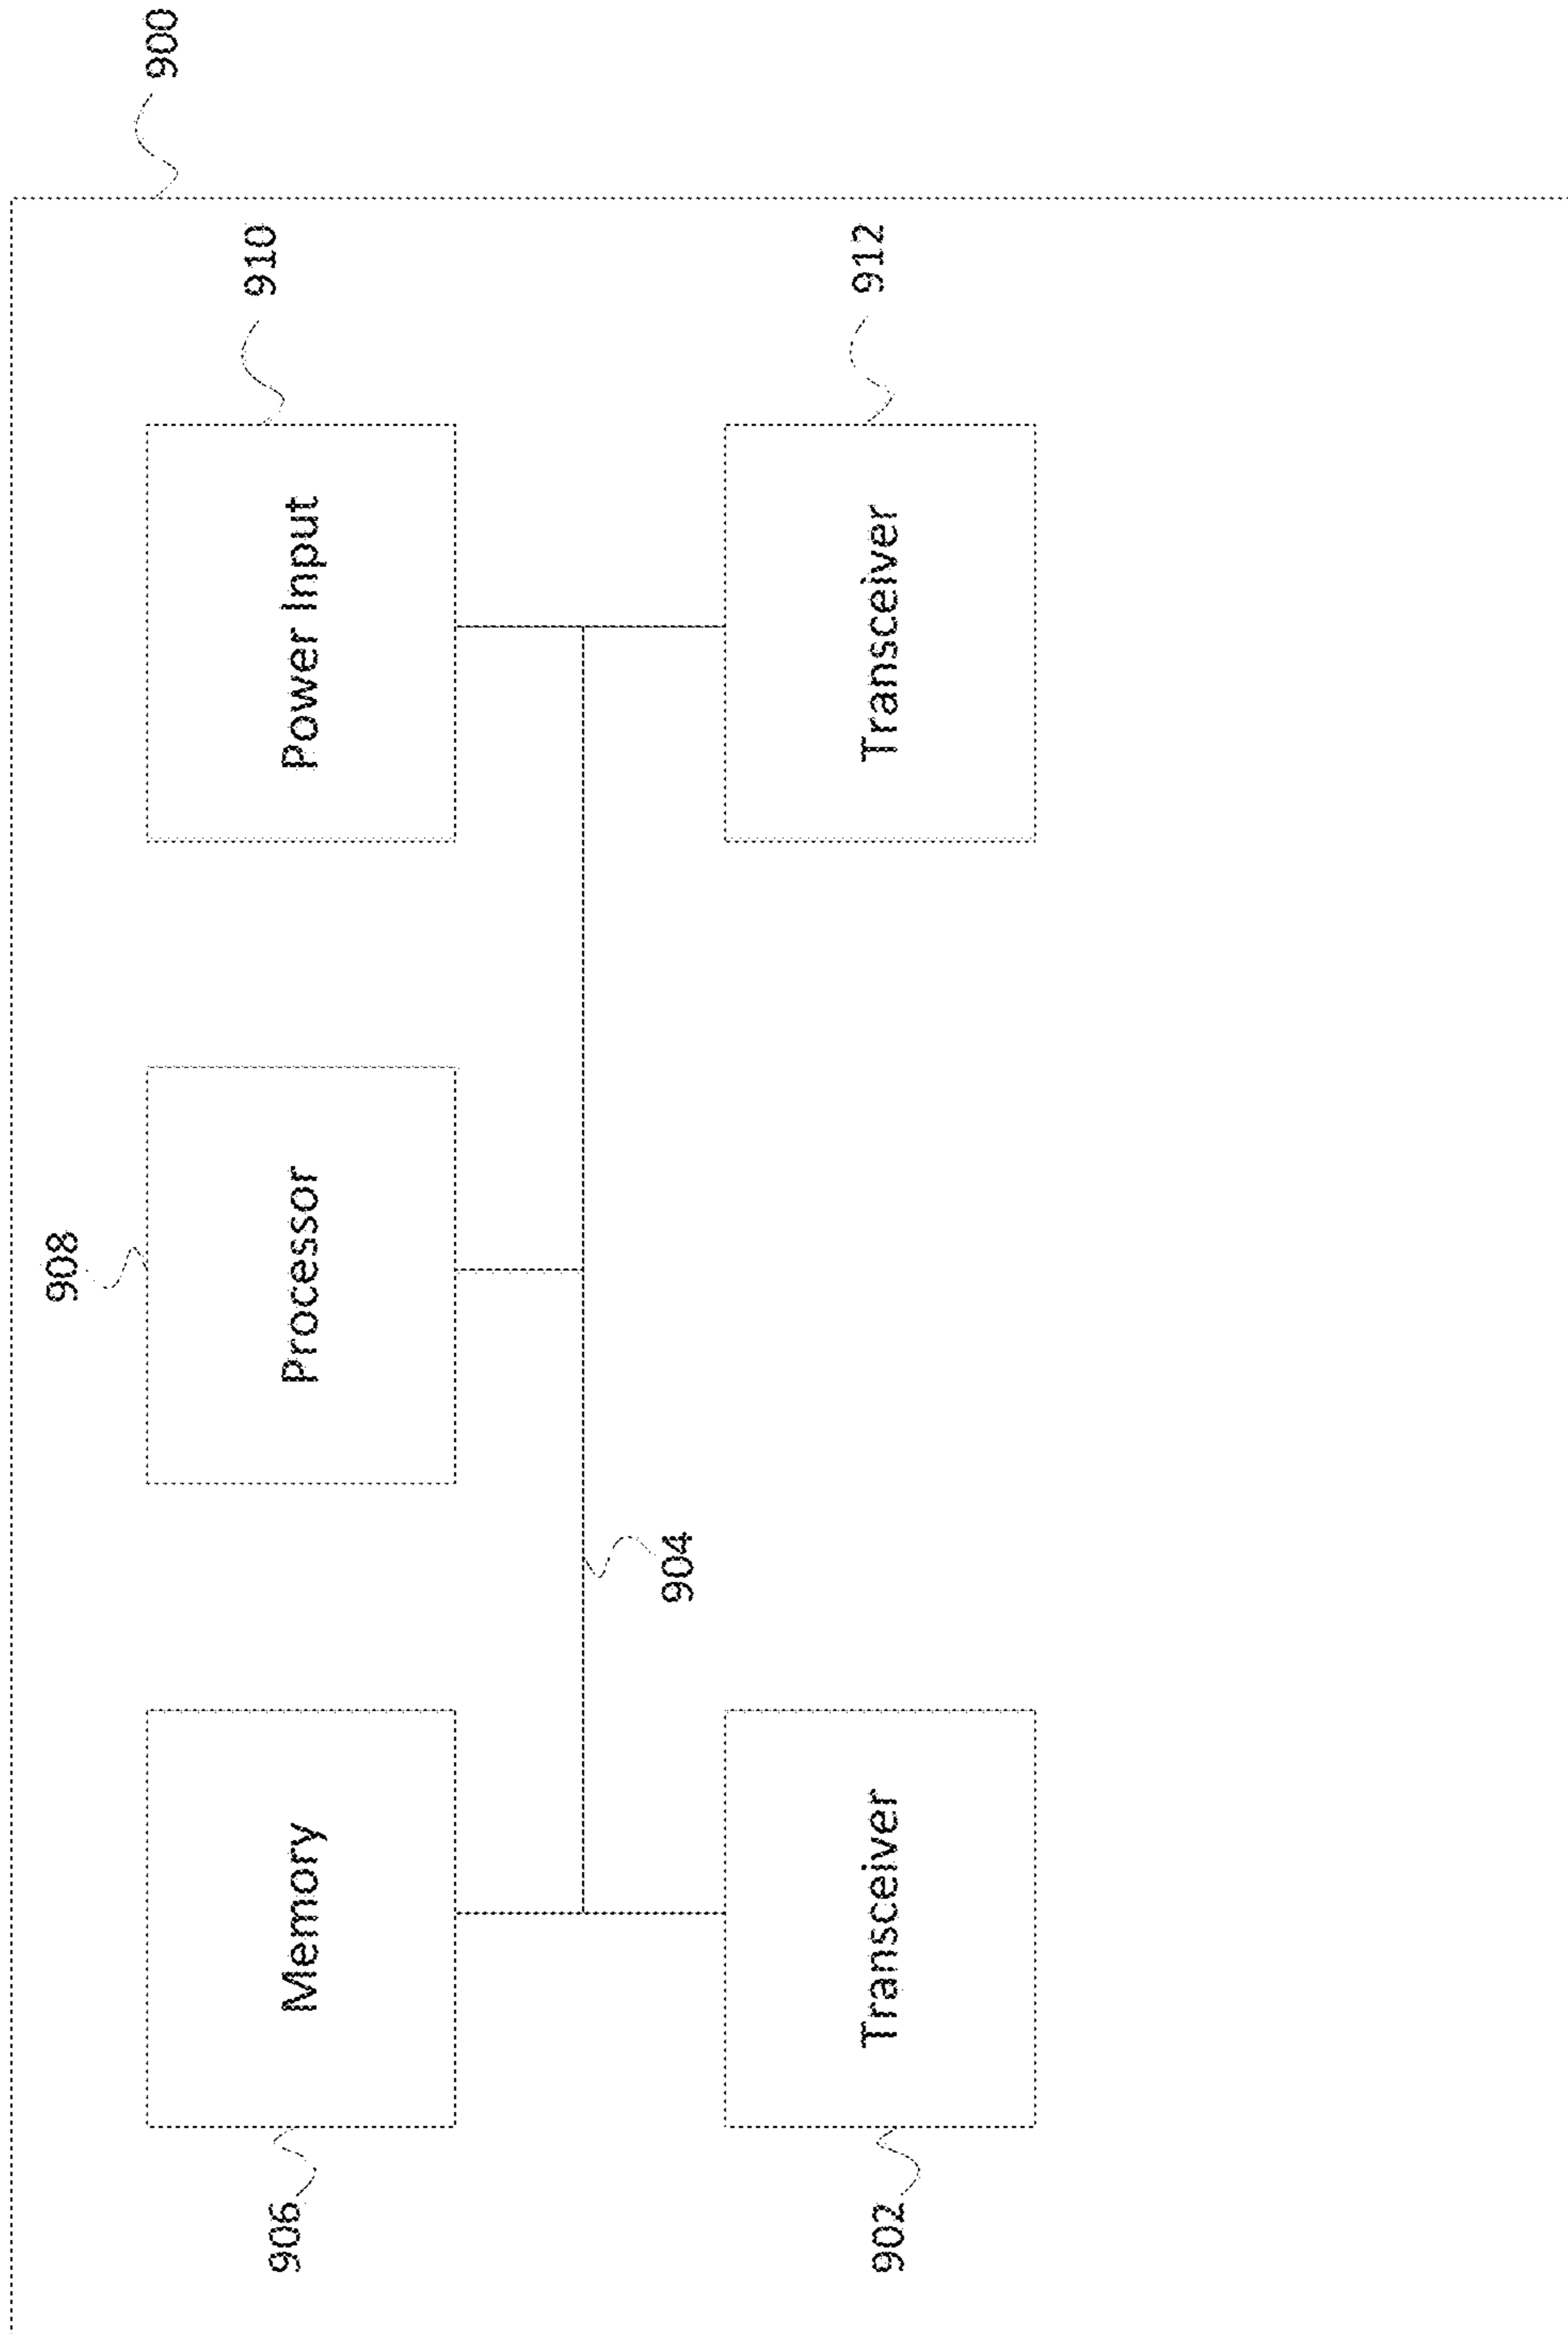 900
906
Memory
908
Processor
910
Power Input
904
902
Transceiver
912
Transceiver